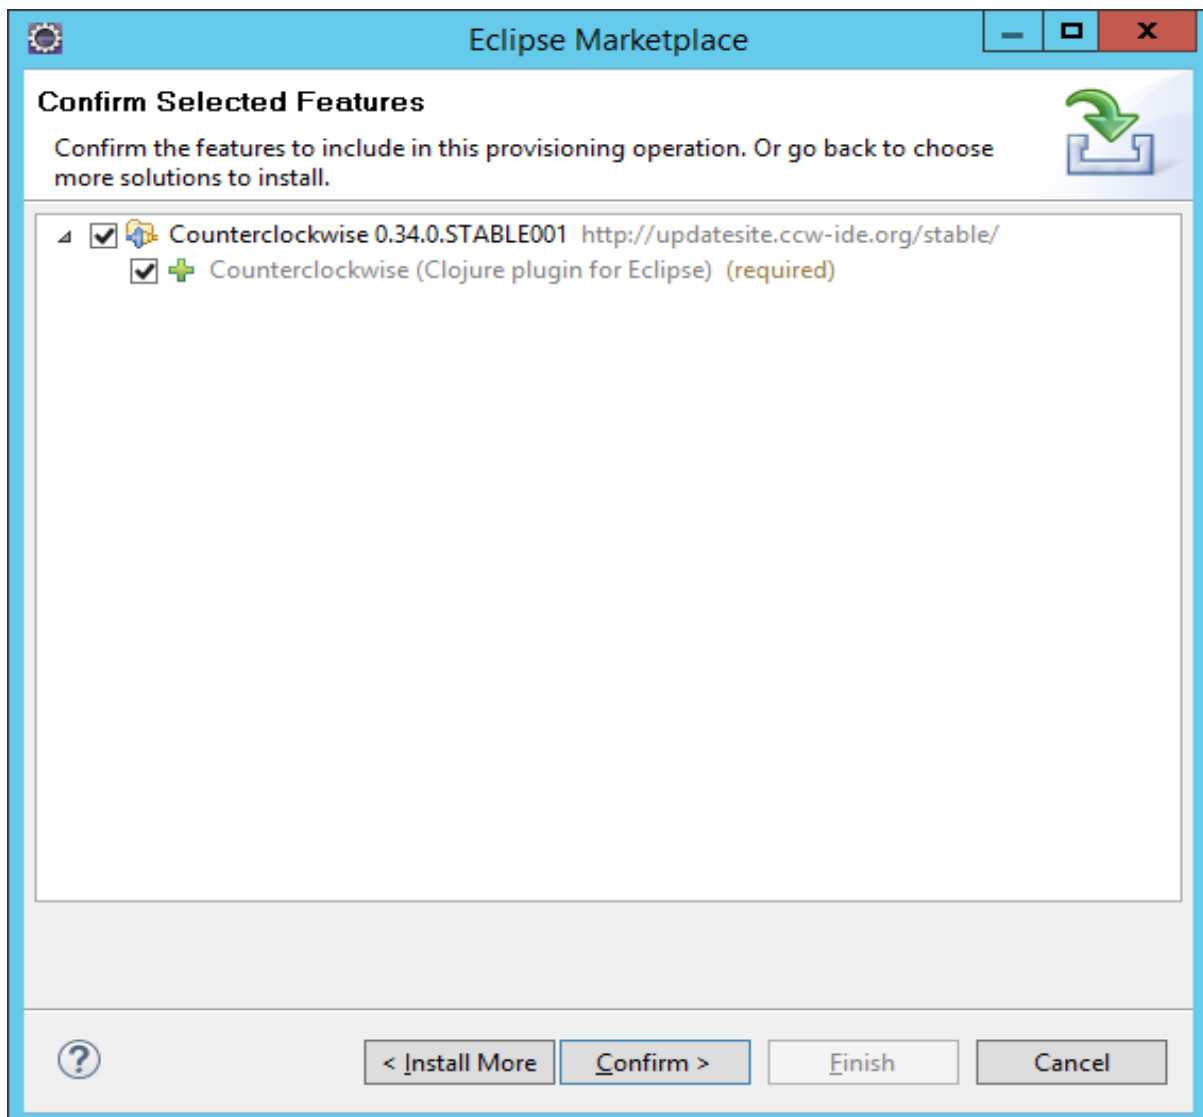 Eclipse Marketplace
x
Confirm Selected Features
Confirm the features to include in this provisioning operation. Or go back to choose
more solutions to install.
Counterclockwise 0.34.0.STABLE001 http://updatesite.ccw-ide.org/stable/
Counterclockwise (Clojure plugin for Eclipse) (required)
? < Install More Confirm > Finish Cancel